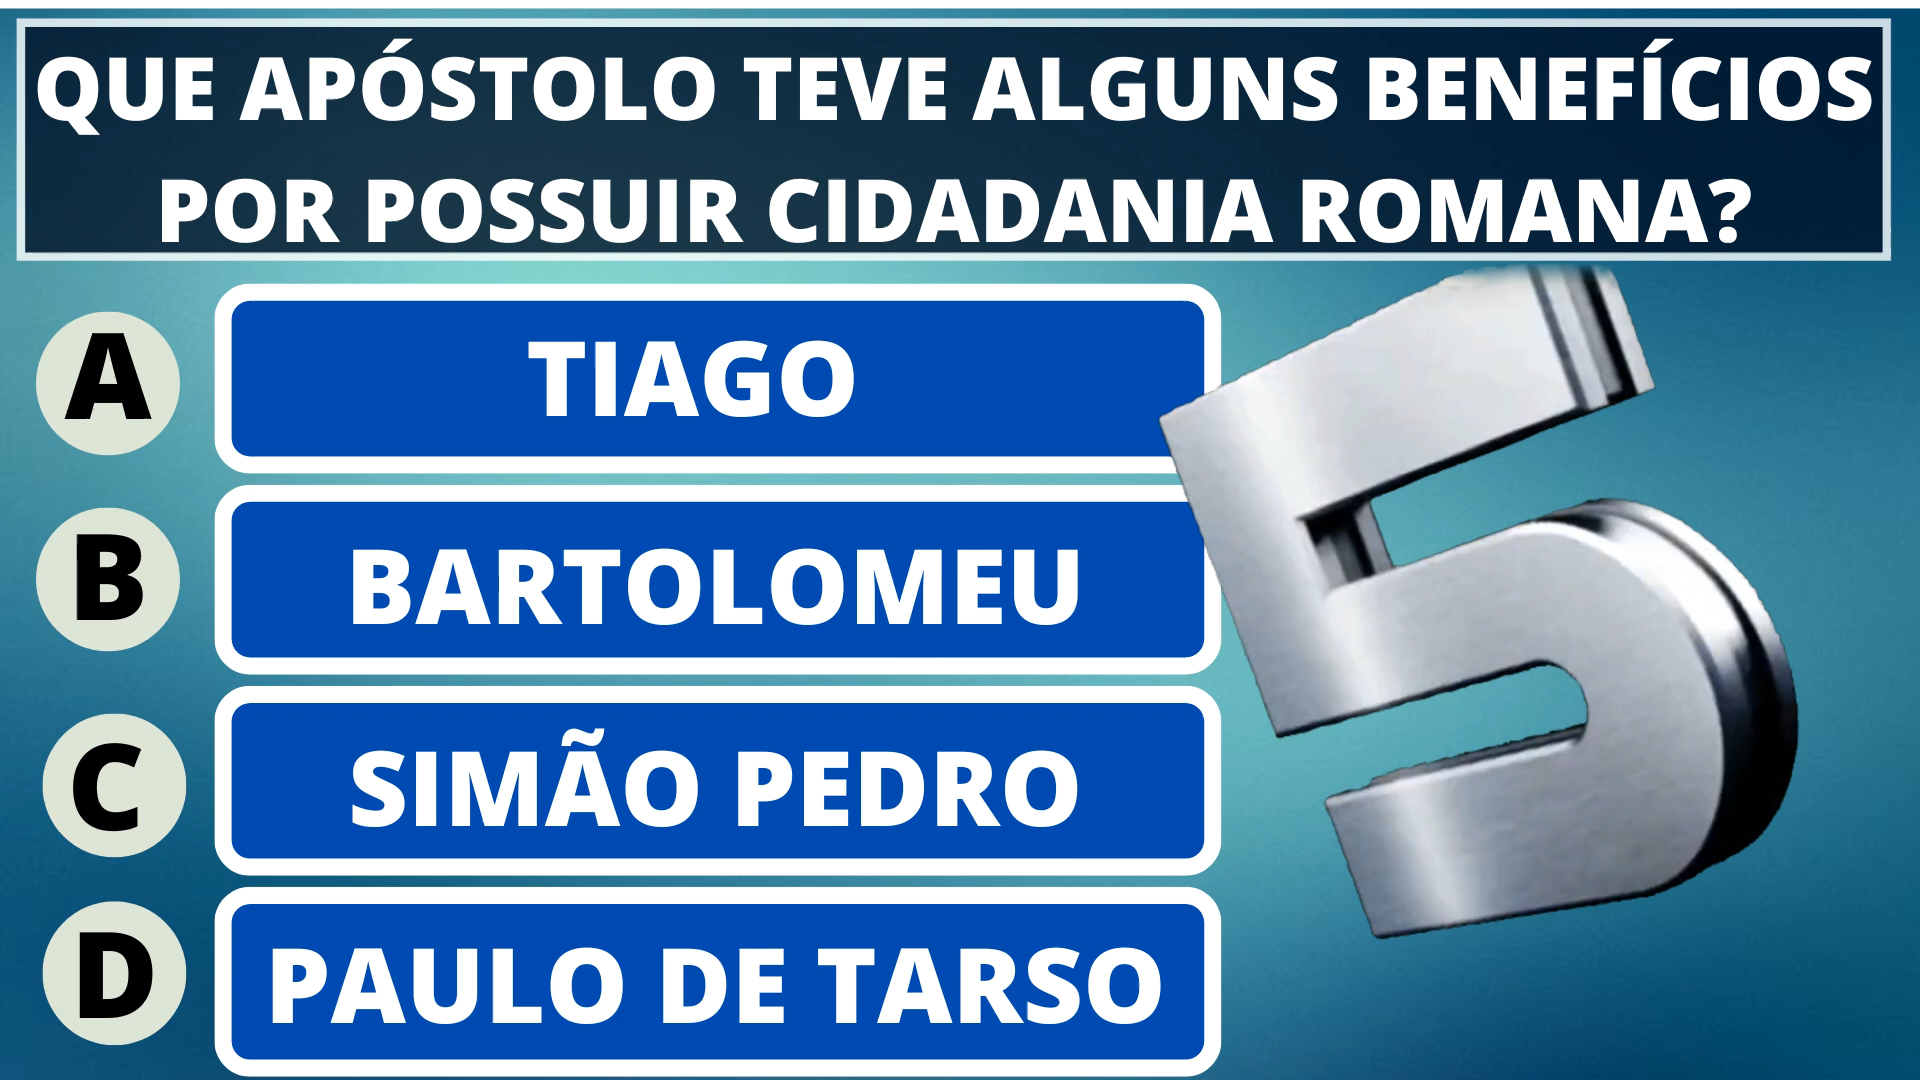 QUE APÓSTOLO TEVE ALGUNS BENEFÍCIOS
POR POSSUIR CIDADANIA ROMANA?
A TIAGO
B BARTOLOMEU
C SIMÃO PEDRO
D PAULO DE TARSO
5